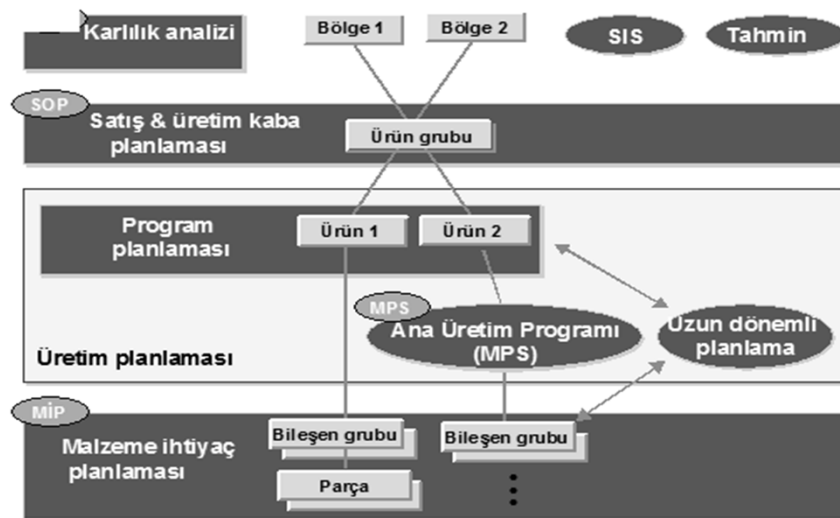 Karlılık analizi
Bölge 1
Bölge 2
SIS
Tahmin
SOP
Satış & üretim kaba
planlaması
Ürün grubu
Program
planlaması
Ürün 1
Ürün 2
MPS
Ana Üretim Programı
(MPS)
Uzun dönemli
planlama
Üretim planlaması
MİP
Malzeme ihtiyaç
planlaması
Bileşen grubu
Bileşen grubu
Parça